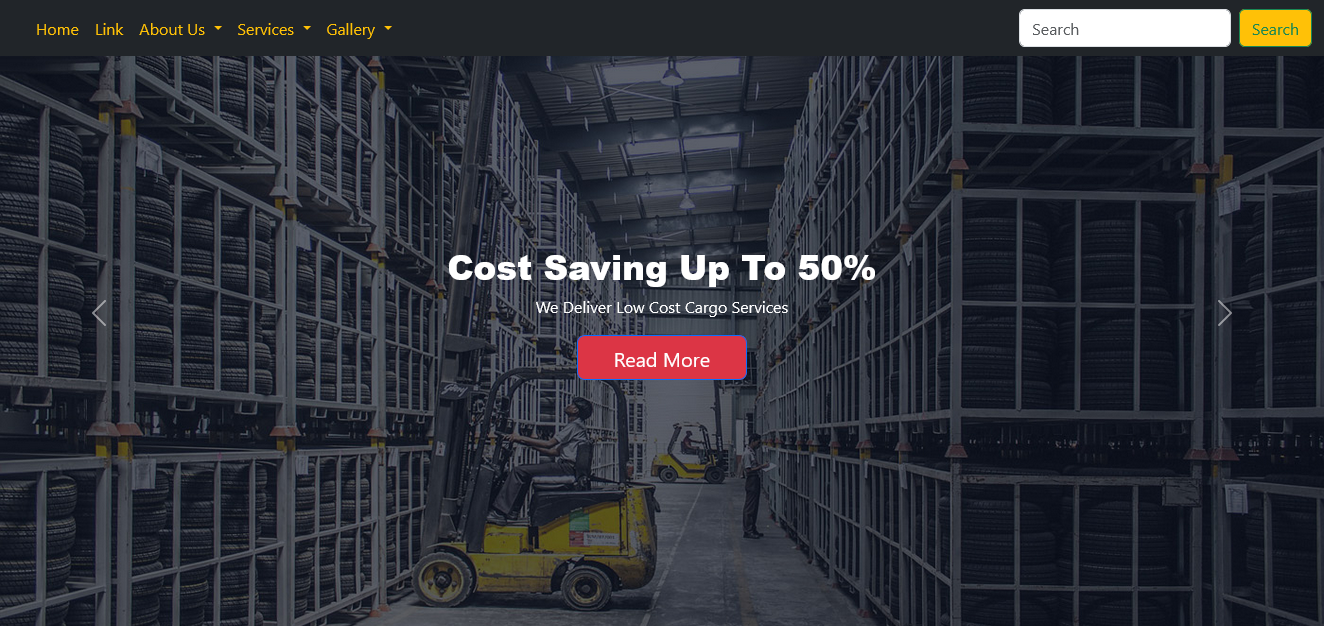 Home Link About Us Services Gallery Search Search
Cost Saving Up To 50%
We Deliver Low Cost Cargo Services
Read More